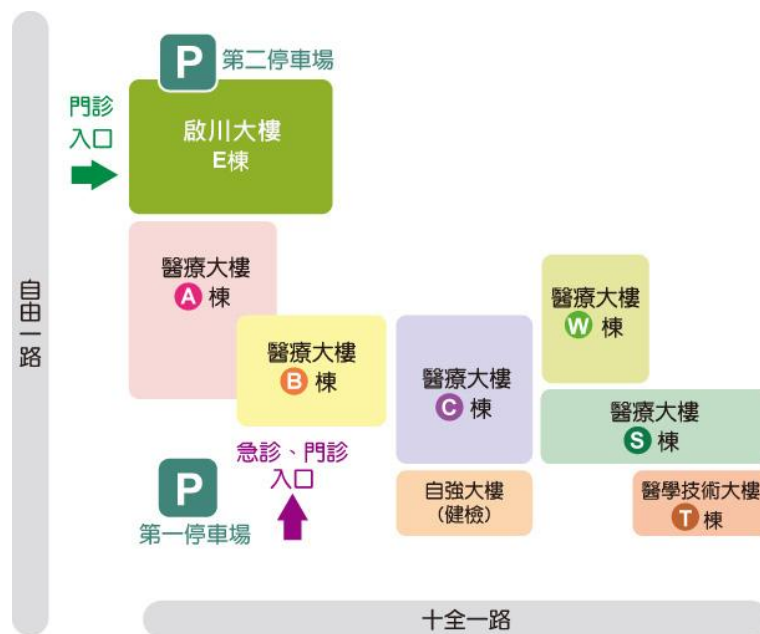 P 第二停車場
門診
入口
啟川大樓
E棟
自由一路
醫療大樓
A 棟
醫療大樓
B 棟
醫療大樓
C 棟
醫療大樓
W 棟
醫療大樓
S 棟
急診、門診
入口
P
第一停車場
自強大樓
(健檢)
醫學技術大樓
T 棟
十全一路